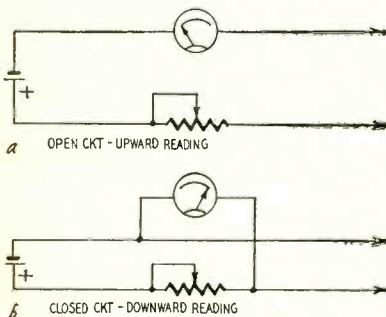 +
a OPEN CKT - UPWARD READING
+
b CLOSED CKT - DOWNWARD READING